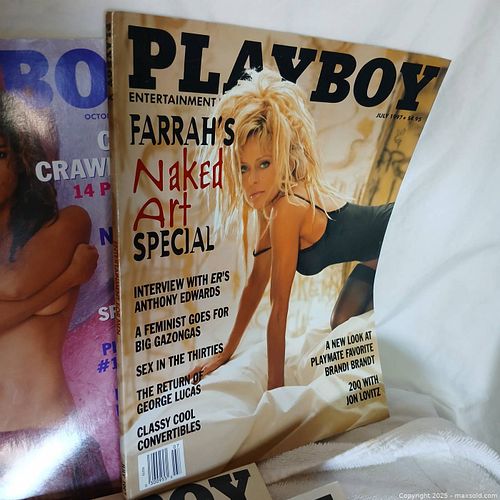 BO
OCTO
C
CRAW
14 P
N
PLAYBOY
ENTERTAINMENT
JULY 1997 • $4.95
FARRAH'S
Naked
Art
SPECIAL
INTERVIEW WITH ER'S
ANTHONY EDWARDS
A FEMINIST GOES FOR
BIG GAZONGAS
SEX IN THE THIRTIES
THE RETURN OF
GEORGE LUCAS
CLASSY COOL
CONVERTIBLES
A NEW LOOK AT
PLAYMATE FAVORITE
BRANDI BRANDT
20Q WITH
JON LOVITZ
BOY
Copyright 2025 - maxsold.com